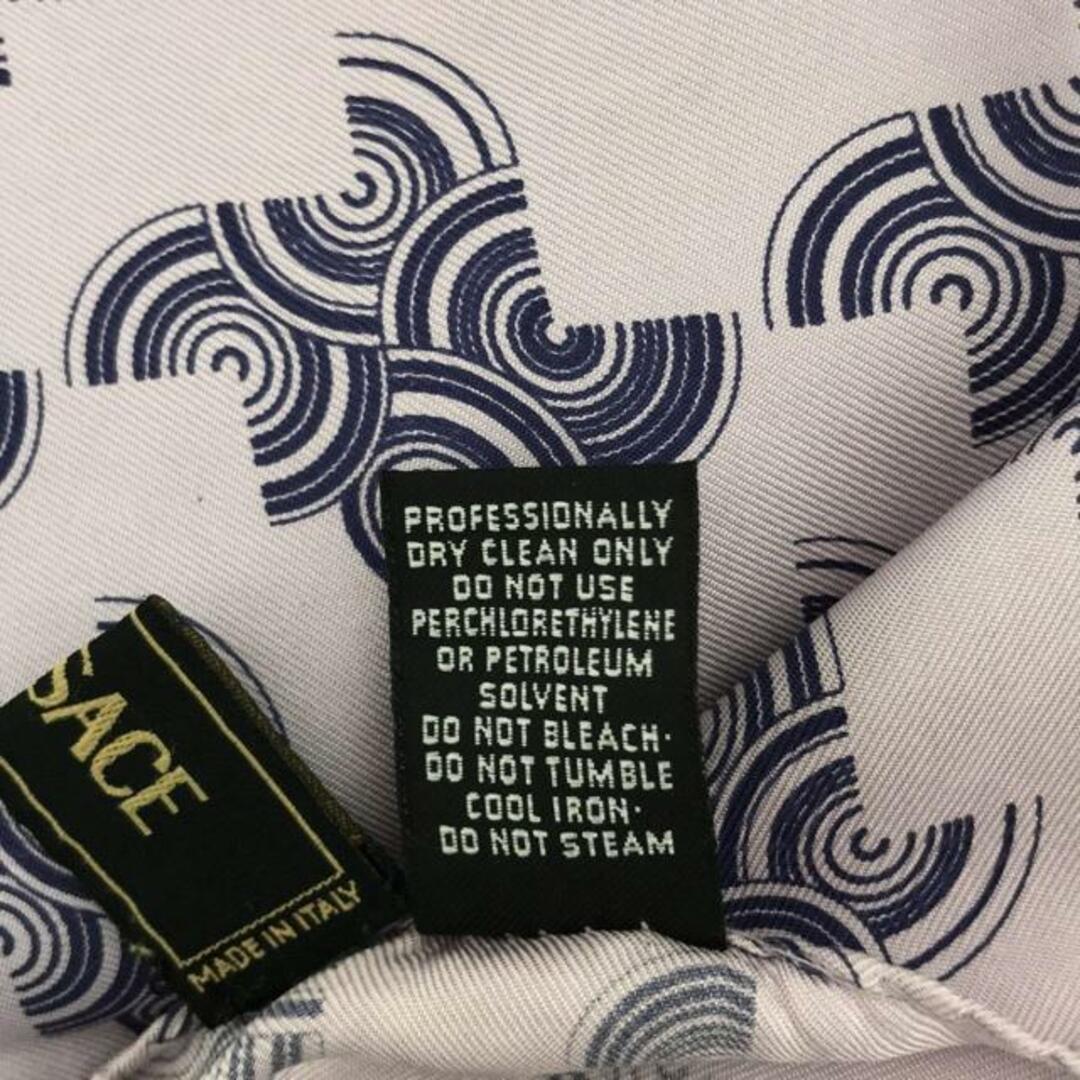 PROFESSIONALLY
DRY CLEAN ONLY
DO NOT USE
PERCHLORETHYLENE
OR PETROLEUM
SOLVENT
DO NOT BLEACH·
DO NOT TUMBLE
COOL IRON·
DO NOT STEAM
SACE
MADE IN ITALY